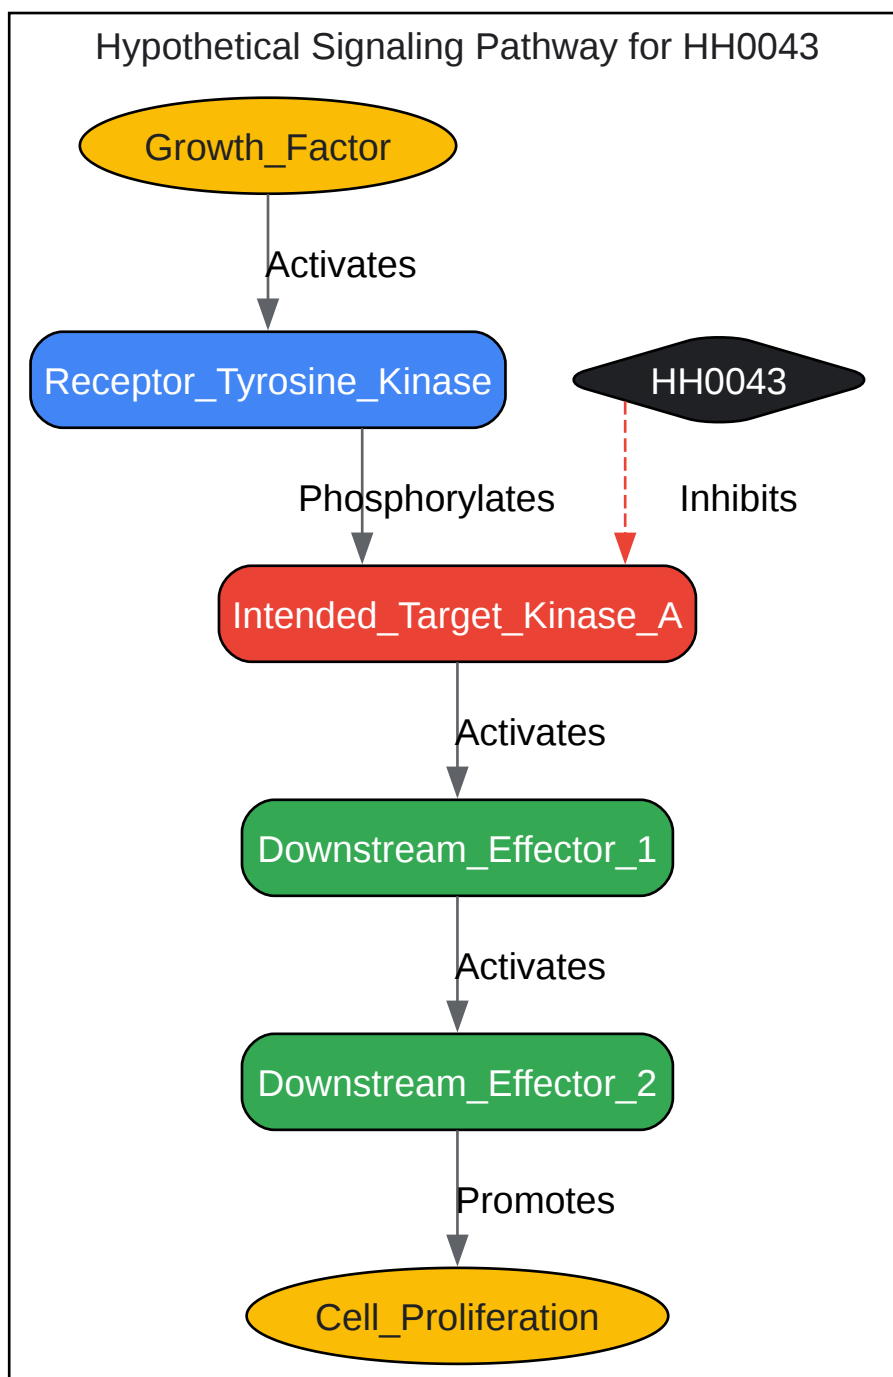 Hypothetical Signaling Pathway for HH0043
Growth_Factor
Activates
Receptor_Tyrosine_Kinase
HH0043
Phosphorylates
Inhibits
Intended_Target_Kinase_A
Activates
Downstream_Effector_1
Activates
Downstream_Effector_2
Promotes
Cell_Proliferation